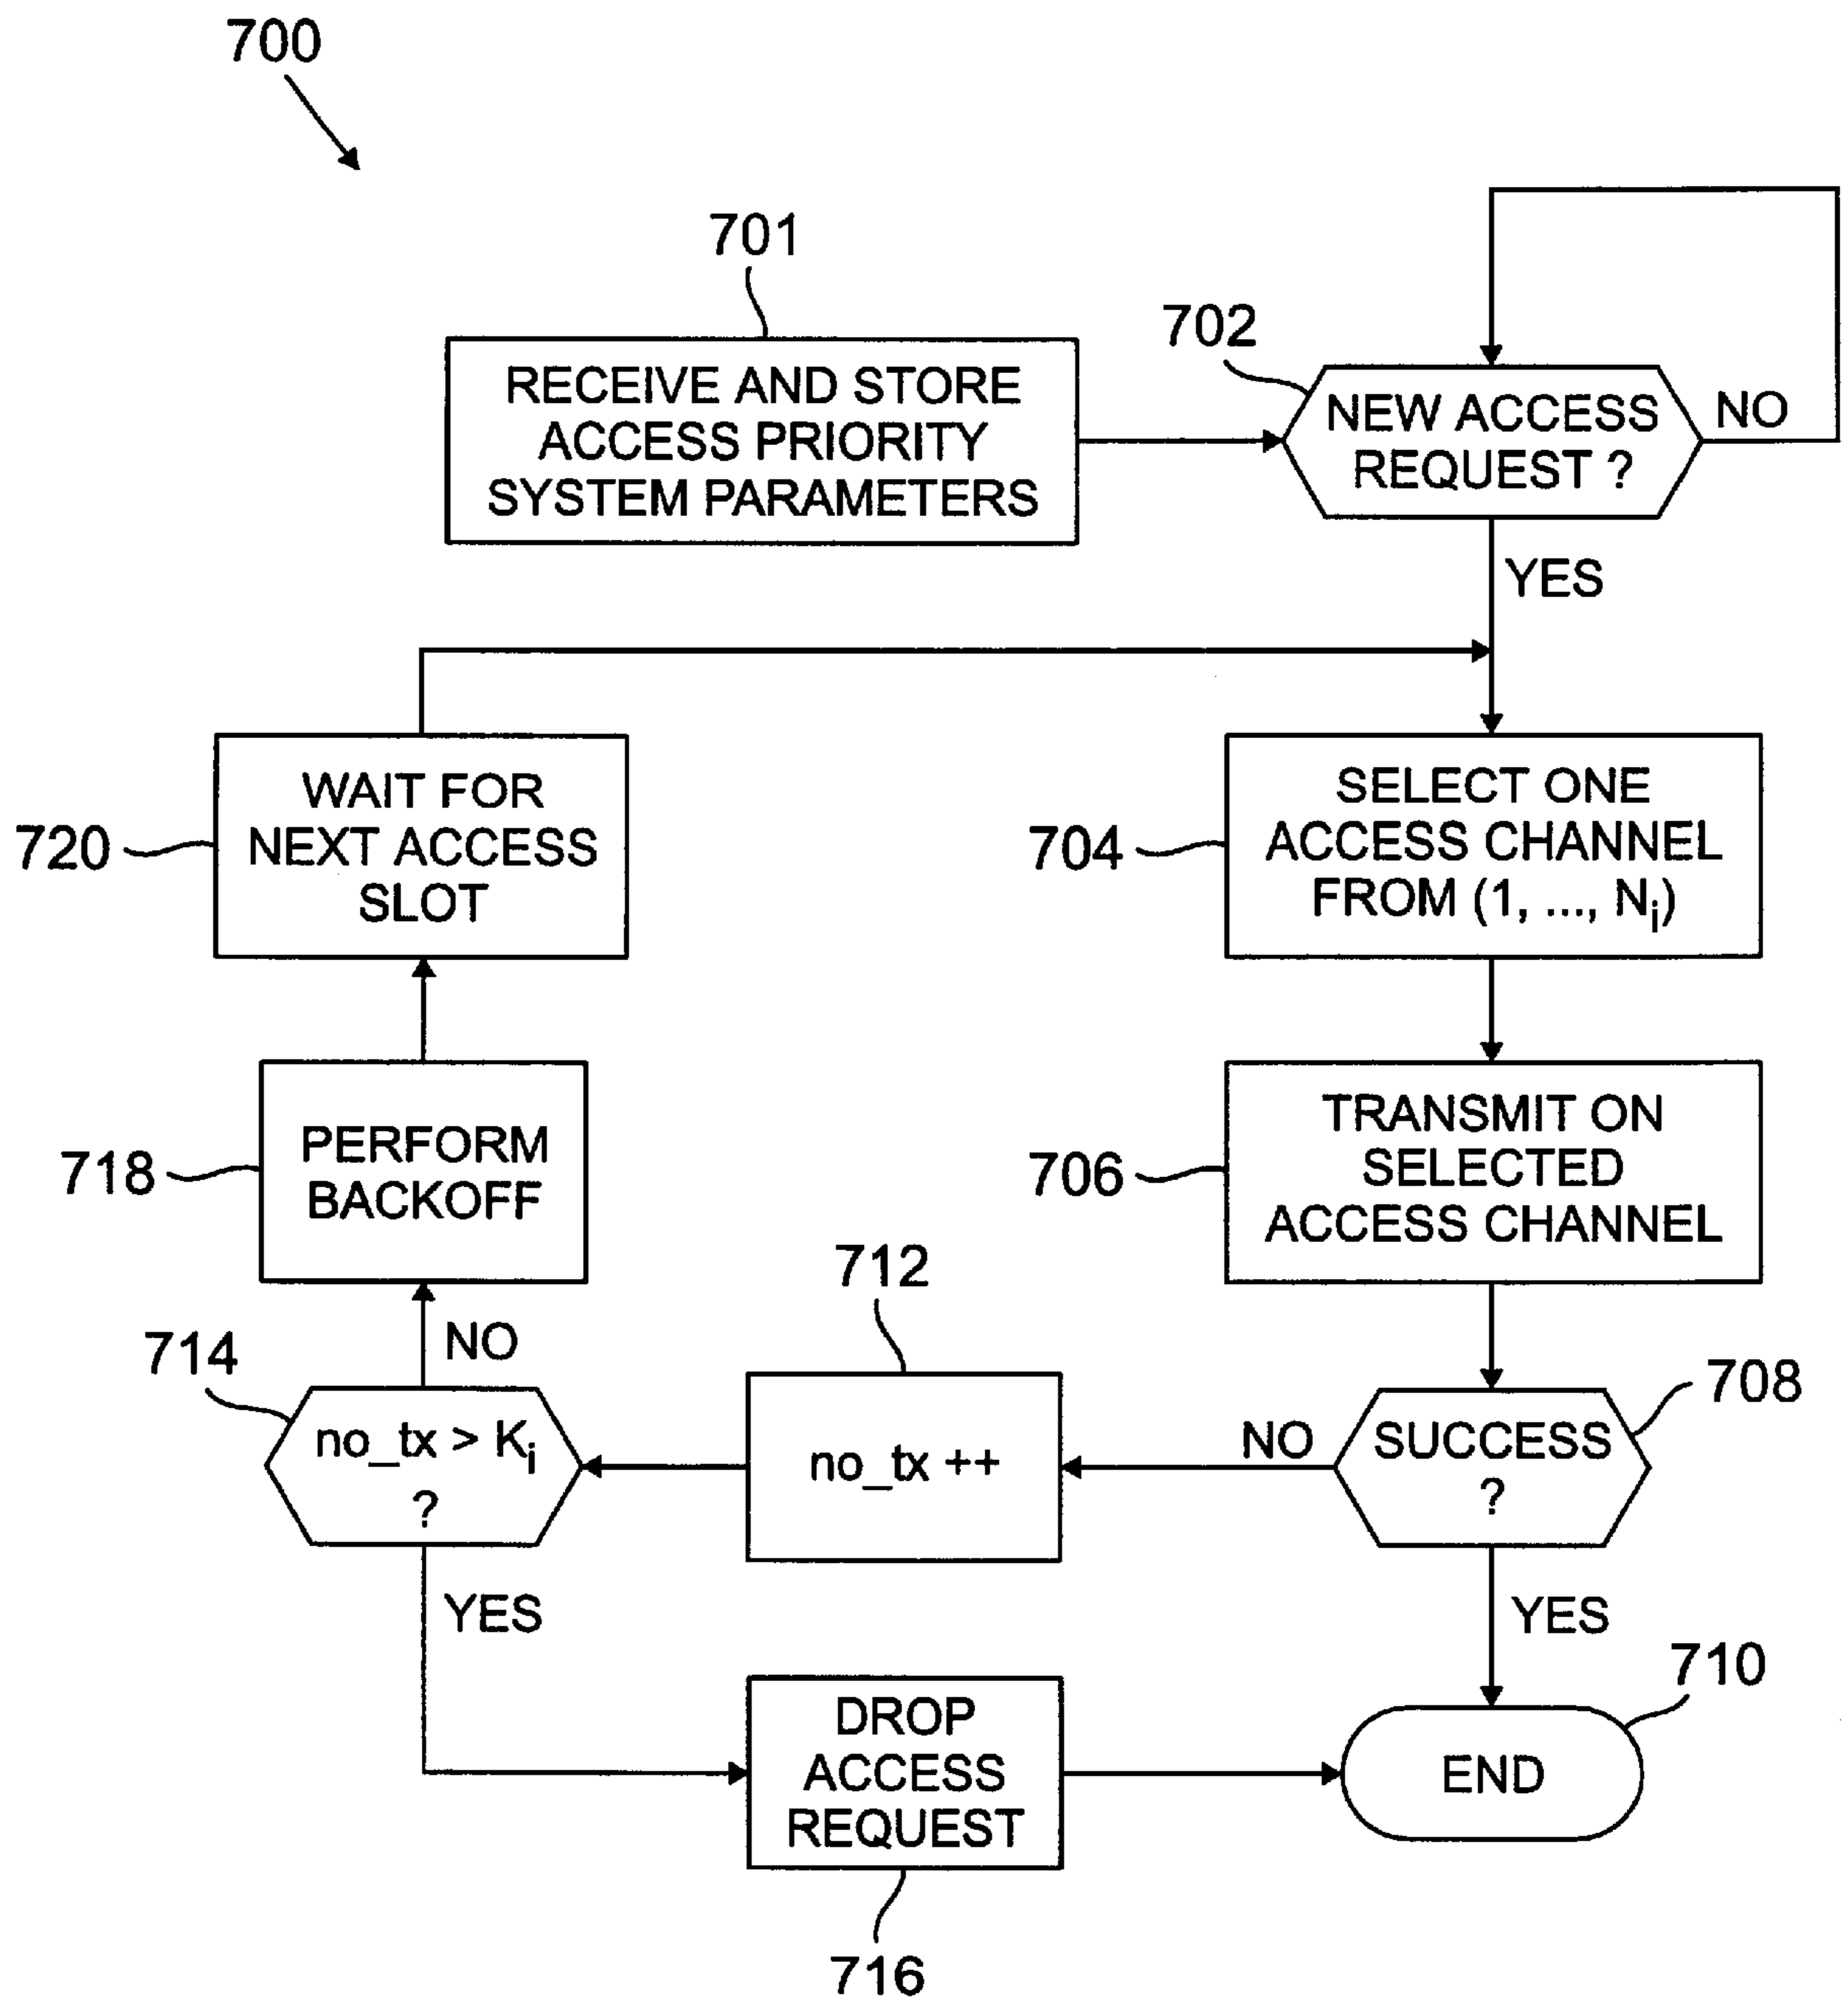 700
701
RECEIVE AND STORE
ACCESS PRIORITY
SYSTEM PARAMETERS
702
NEW ACCESS
REQUEST ?
NO
YES
720
WAIT FOR
NEXT ACCESS
SLOT
704
SELECT ONE
ACCESS CHANNEL
FROM (1, ..., Ni)
718
PERFORM
BACKOFF
706
TRANSMIT ON
SELECTED
ACCESS CHANNEL
714
NO
no_tx > Ki
?
YES
712
no_tx ++
NO
708
SUCCESS
?
YES
DROP
ACCESS
REQUEST
716
710
END